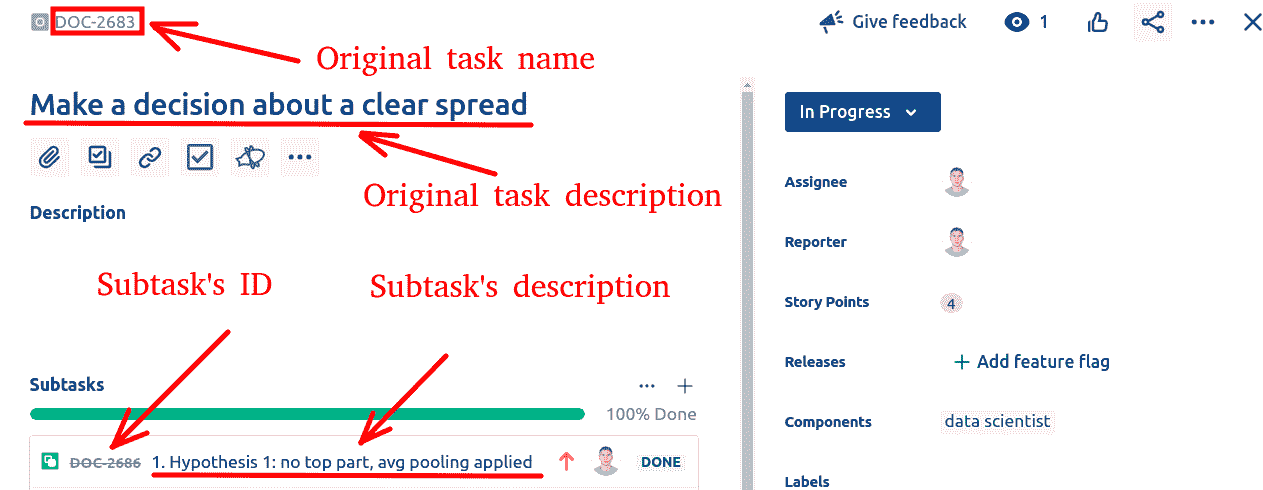 DOC-2683
Give feedback
1
Original task name
Make a decision about a clear spread
In Progress
Original task description
Assignee
Description
Reporter
Subtask's ID
Subtask's description
Story Points
4
Releases
Add feature flag
Subtasks
100% Done
Components
data scientist
DOC-2686
1. Hypothesis 1: no top part, avg pooling applied
DONE
Labels